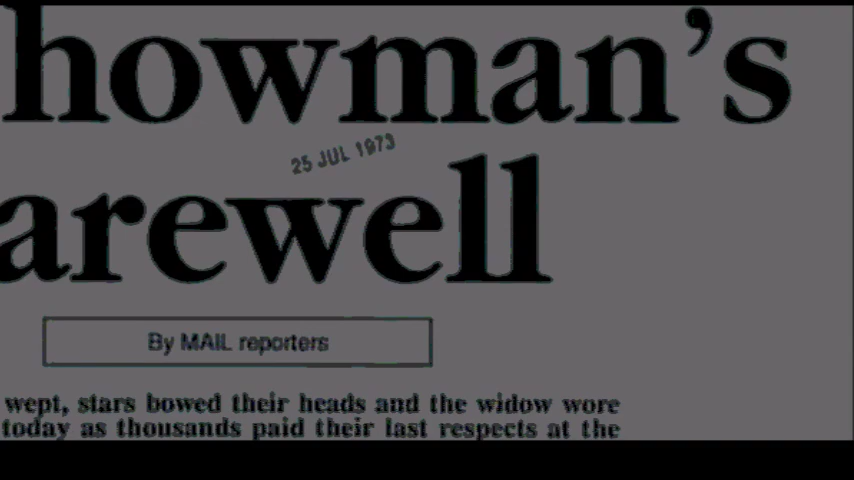 howman's
25 JUL 1973
arewell
By MAIL reporters
wept, stars bowed their heads and the widow wore
today as thousands paid their last respects at the